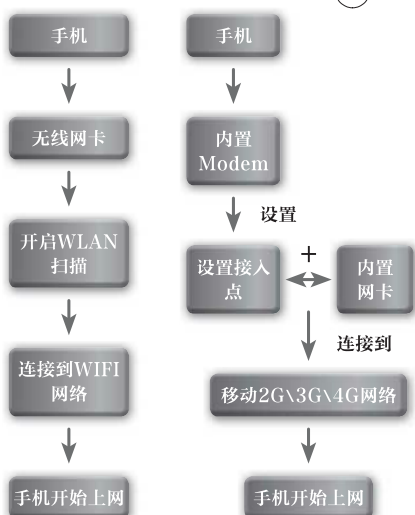 手机
无线网卡
开启WLAN
扫描
连接到WIFI
网络
手机开始上网
手机
内置
Modem
设置
设置接入
点
+
内置
网卡
连接到
移动2G\3G\4G网络
手机开始上网